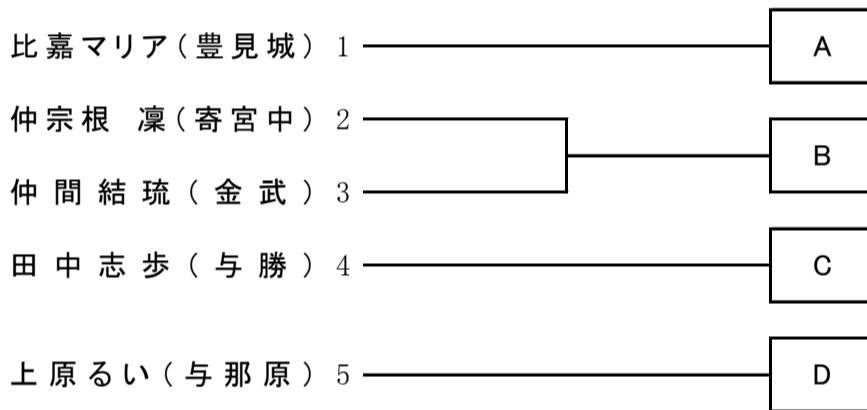 比嘉マリア(豊見城) 1 A
仲宗根 凜(寄宮中) 2
B
仲間結琉(金武) 3
田中志歩(与勝) 4 C
上原るい(与那原) 5 D